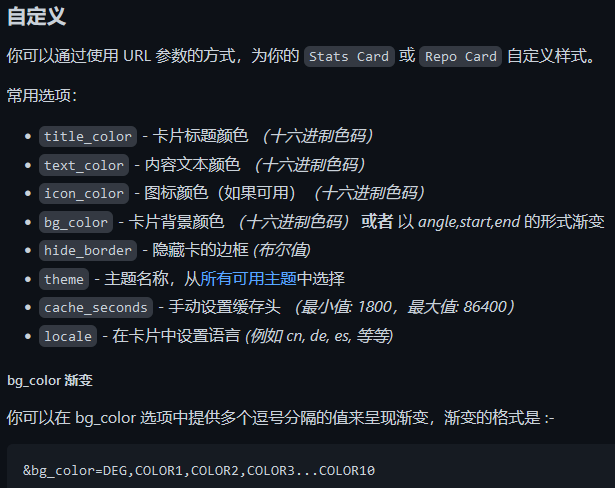 自定义
你可以通过使用 URL 参数的方式，为你的 Stats Card 或 Repo Card 自定义样式。
常用选项：
• title_color - 卡片标题颜色 （十六进制色码）
• text_color - 内容文本颜色 （十六进制色码）
• icon_color - 图标颜色（如果可用）（十六进制色码）
• bg_color - 卡片背景颜色 （十六进制色码） 或者 以 angle,start,end 的形式渐变
• hide_border - 隐藏卡的边框 (布尔值)
• theme - 主题名称，从所有可用主题中选择
• cache_seconds - 手动设置缓存头 （最小值: 1800，最大值: 86400）
• locale - 在卡片中设置语言 (例如 cn, de, es, 等等)
bg_color 渐变
你可以在 bg_color 选项中提供多个逗号分隔的值来呈现渐变，渐变的格式是 :-
&bg_color=DEG,COLOR1,COLOR2,COLOR3...COLOR10